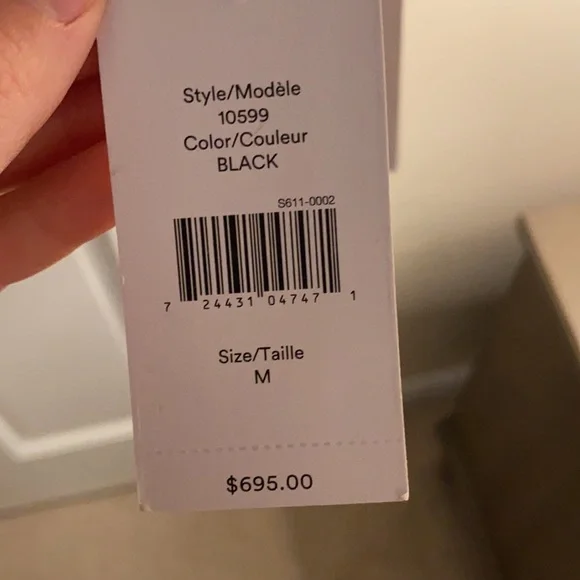 Style/Modèle
10599
Color/Couleur
BLACK
S611-0002
7 24431 04747 1
Size/Taille
M
$695.00